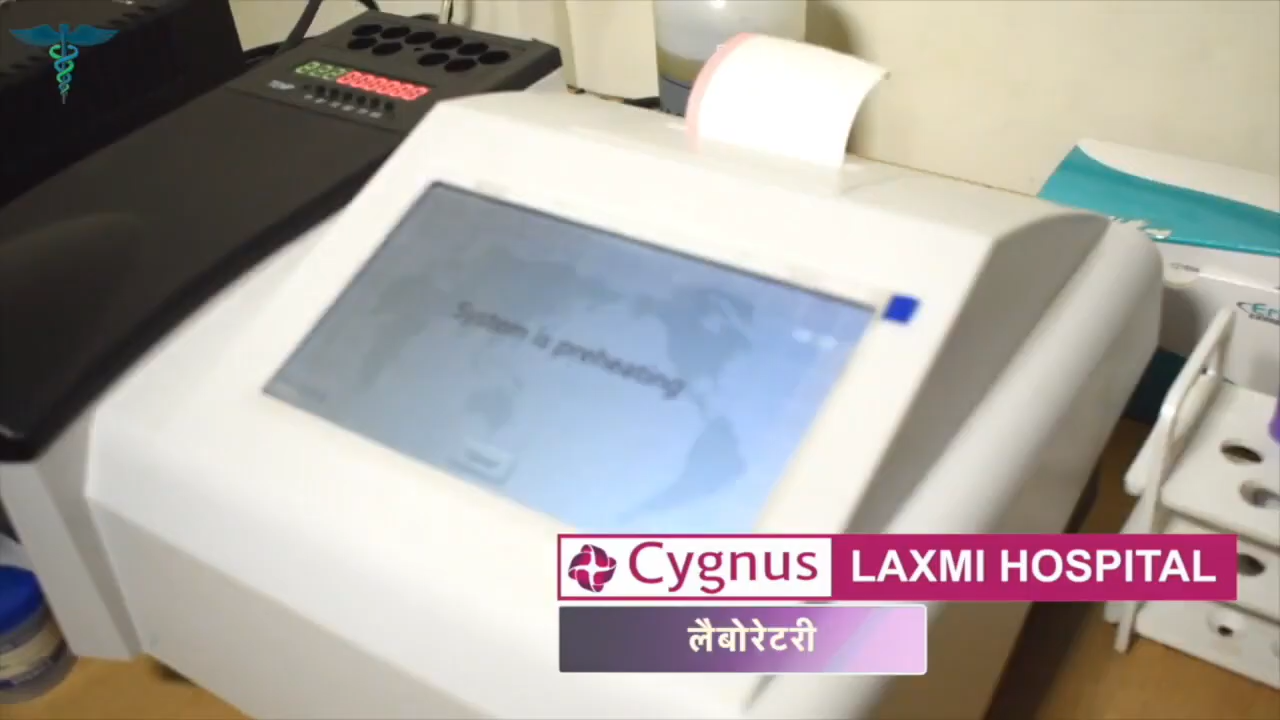 System is preheating
Cygnus LAXMI HOSPITAL
लैबोरेटरी